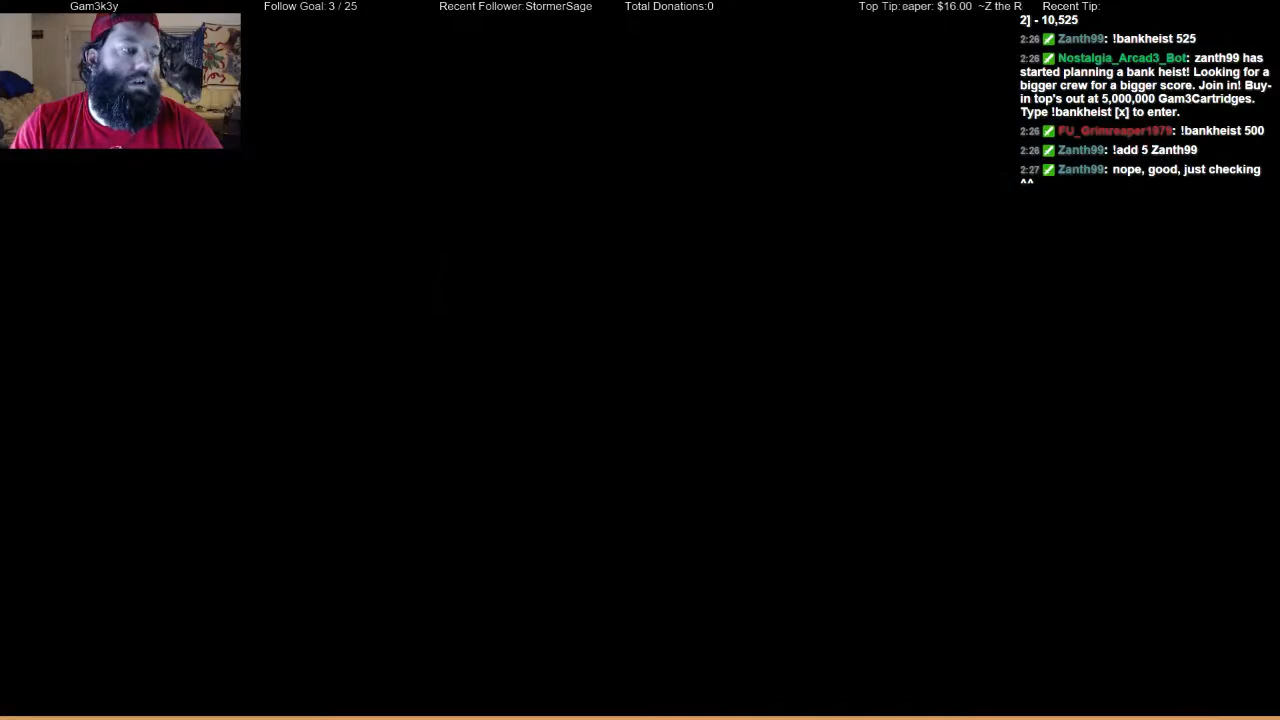 Gam3k3y
Follow Goal: 3 / 25
Recent Follower:StormerSage
Total Donations:0
Top Tip:eaper: $16.00   ~Z the R
Recent Tip:
2] - 10,525
2:26 Zanth99: !bankheist 525
2:26 Nostalgia_Arcad3_Bot: zanth99 has
started planning a bank heist! Looking for a
bigger crew for a bigger score. Join in! Buy-
in top's out at 5,000,000 Gam3Cartridges.
Type !bankheist [x] to enter.
2:26 FU_Grimreaper1979: !bankheist 500
2:26 Zanth99: !add 5 Zanth99
2:27 Zanth99: nope, good, just checking
^^